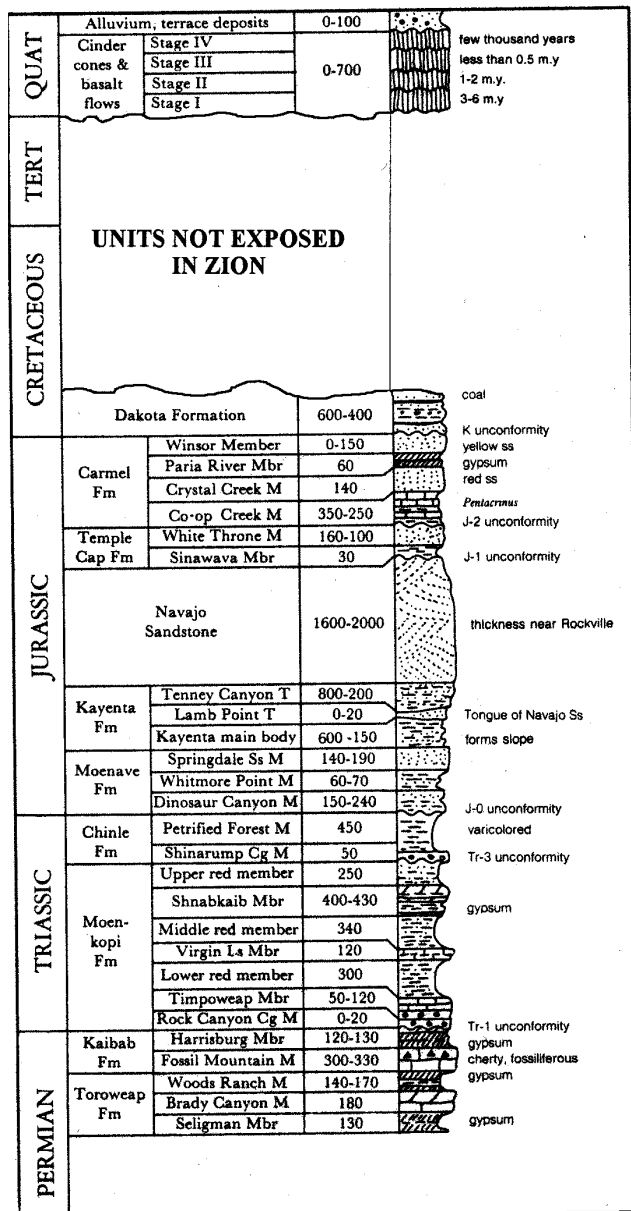 QUAT
Alluvium, terrace deposits 0-100
Cinder cones & basalt flows
Stage IV few thousand years
Stage III less than 0.5 m.y
0-700
Stage II 1-2 m.y.
Stage I 3-6 m.y
TERT
UNITS NOT EXPOSED
IN ZION
CRETACEOUS
coal
Dakota Formation 600-400
K unconformity
JURASSIC
Carmel Fm
Winsor Member 0-150 yellow ss
Paria River Mbr 60 gypsum
red ss
Crystal Creek M 140
Pentacrinus
Co-op Creek M 350-250
J-2 unconformity
Temple Cap Fm
White Throne M 160-100
Sinawava Mbr 30 J-1 unconformity
Navajo
Sandstone
1600-2000 thickness near Rockville
Kayenta Fm
Tenney Canyon T 800-200
Lamb Point T 0-20 Tongue of Navajo Ss
Kayenta main body 600 -150 forms slope
Moenave Fm
Springdale Ss M 140-190
Whitmore Point M 60-70
Dinosaur Canyon M 150-240
J-0 unconformity
TRIASSIC
Chinle Fm
Petrified Forest M 450 varicolored
Shinarump Cg M 50 Tr-3 unconformity
Moen-
kopi
Fm
Upper red member 250
Shnabkaib Mbr 400-430 gypsum
Middle red member 340
Virgin Ls Mbr 120
Lower red member 300
Timpoweap Mbr 50-120
Rock Canyon Cg M 0-20
Tr-1 unconformity
PERMIAN
Kaibab Fm
Harrisburg Mbr 120-130 gypsum
Fossil Mountain M 300-330 cherty, fossiliferous
Toroweap Fm
Woods Ranch M 140-170 gypsum
Brady Canyon M 180
Seligman Mbr 130 gypsum